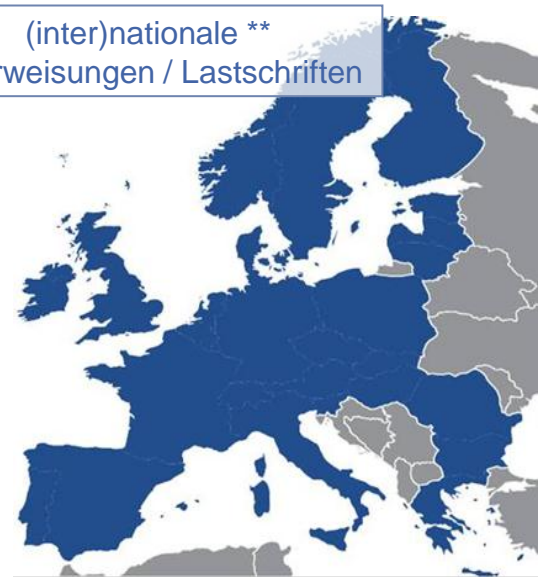 (inter)nationale **
rweisungen / Lastschriften